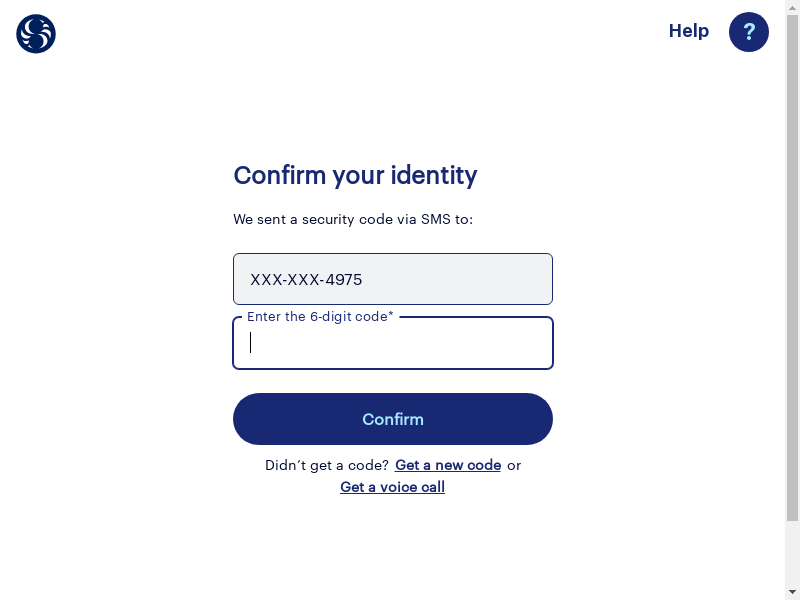 Help
?
Confirm your identity
We sent a security code via SMS to:
XXX-XXX-4975
Enter the 6-digit code*
Confirm
Didn't get a code? Get a new code or
Get a voice call